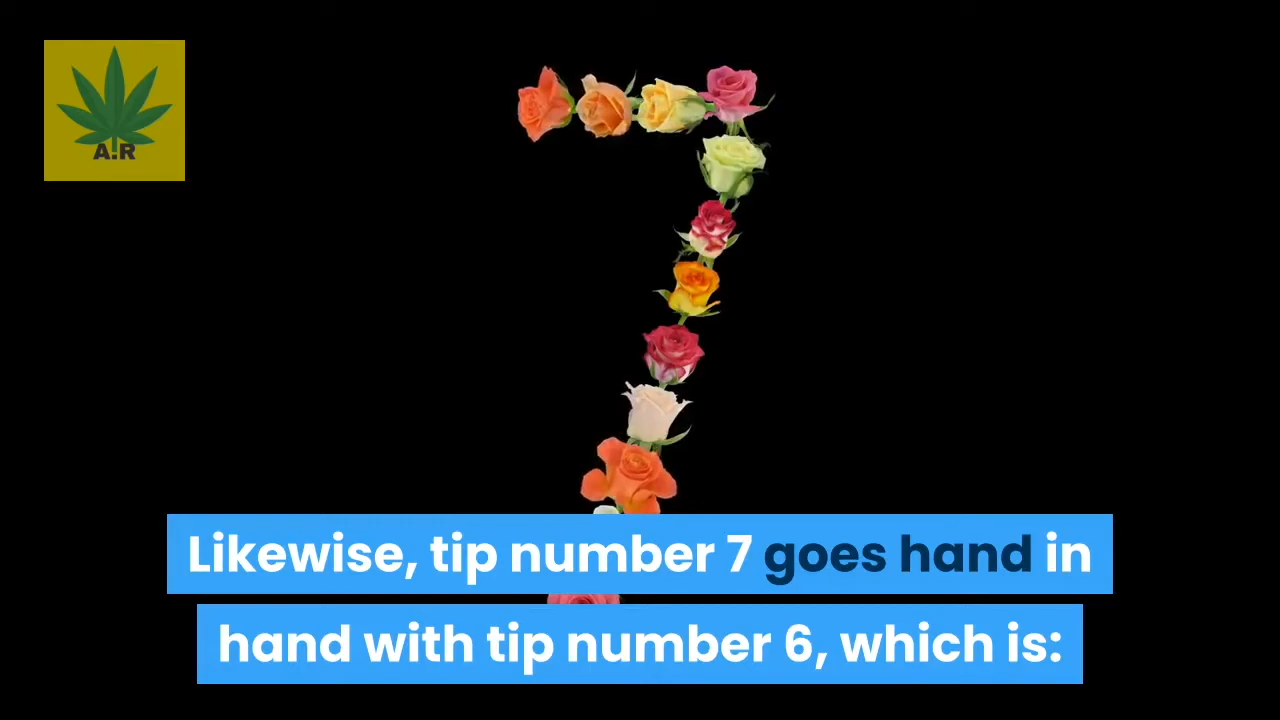 A!R
Likewise, tip number 7 goes hand in
hand with tip number 6, which is: